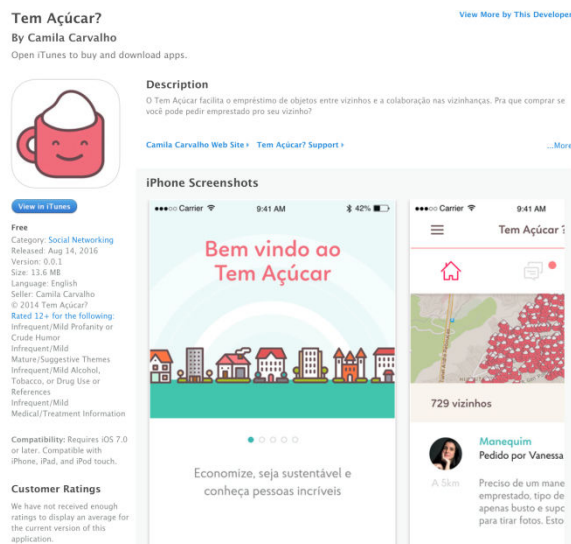 Tem Açúcar?
View More by This Developer
By Camila Carvalho
Open iTunes to buy and download apps.
Description
O Tem Açúcar facilita o empréstimo de objetos entre vizinhos e a colaboração nas vizinhanças. Pra que comprar se
você pode pedir emprestado pro seu vizinho?
Camila Carvalho Web Site
Tem Açúcar? Support
...More
View in iTunes
Free
Category: Social Networking
Released: Aug 14, 2016
Version: 0.0.1
Size: 13.6 MB
Language: English
Seller: Camila Carvalho
© 2014 Tem Açúcar?
Rated 12+ for the following:
Infrequent/Mild Profanity or
Crude Humor
Infrequent/Mild
Mature/Suggestive Themes
Infrequent/Mild Alcohol,
Tobacco, or Drug Use or
References
Infrequent/Mild
Medical/Treatment Information
Compatibility: Requires iOS 7.0
or later. Compatible with
iPhone, iPad, and iPod touch.
Customer Ratings
We have not received enough
ratings to display an average for
the current version of this
application.
iPhone Screenshots
Carrier 9:41 AM 42%
Bem vindo ao
Tem Açúcar
Economize, seja sustentável e
conheça pessoas incríveis
Carrier 9:41 AM
Tem Açúcar ?
729 vizinhos
Manequim
Pedido por Vanessa
A 5km
Preciso de um mane
emprestado, tipo de
apenas busto e supo
para tirar fotos. Esto